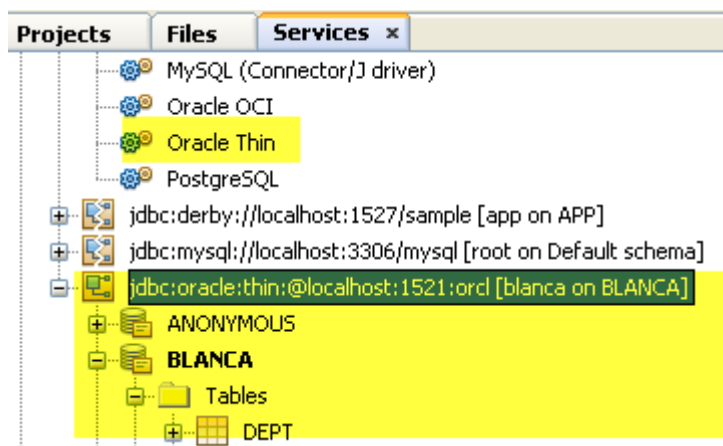 Projects Files Services ×
MySQL (Connector/J driver)
Oracle OCI
Oracle Thin
PostgreSQL
jdbc:derby://localhost:1527/sample [app on APP]
jdbc:mysql://localhost:3306/mysql [root on Default schema]
jdbc:oracle:thin:@localhost:1521:orcl [blanca on BLANCA]
ANONYMOUS
BLANCA
Tables
DEPT